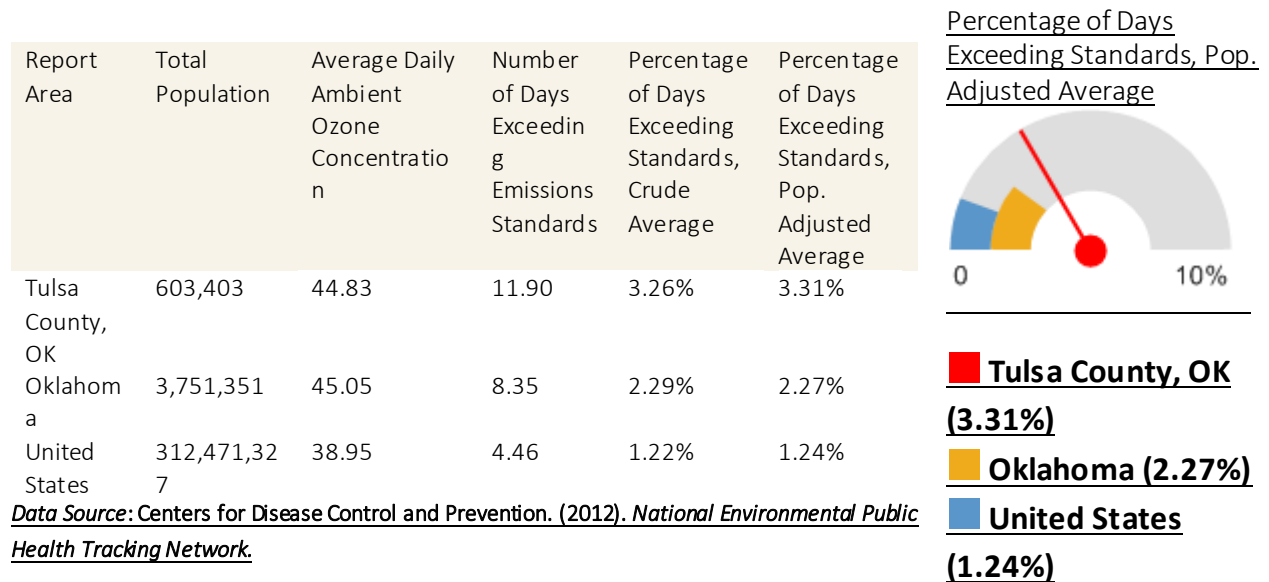 Report Area Total Population Average Daily Ambient Ozone Concentratio n Number of Days Exceedin g Emissions Standards Percentage of Days Exceeding Standards, Crude Average Percentage of Days Exceeding Standards, Pop. Adjusted Average
Tulsa County, OK 603,403 44.83 11.90 3.26% 3.31%
Oklahom a 3,751,351 45.05 8.35 2.29% 2.27%
United States 312,471,32 7 38.95 4.46 1.22% 1.24%
Data Source: Centers for Disease Control and Prevention. (2012). National Environmental Public
Health Tracking Network.
Percentage of Days
Exceeding Standards, Pop.
Adjusted Average
0 10%
Tulsa County, OK
(3.31%)
Oklahoma (2.27%)
United States
(1.24%)